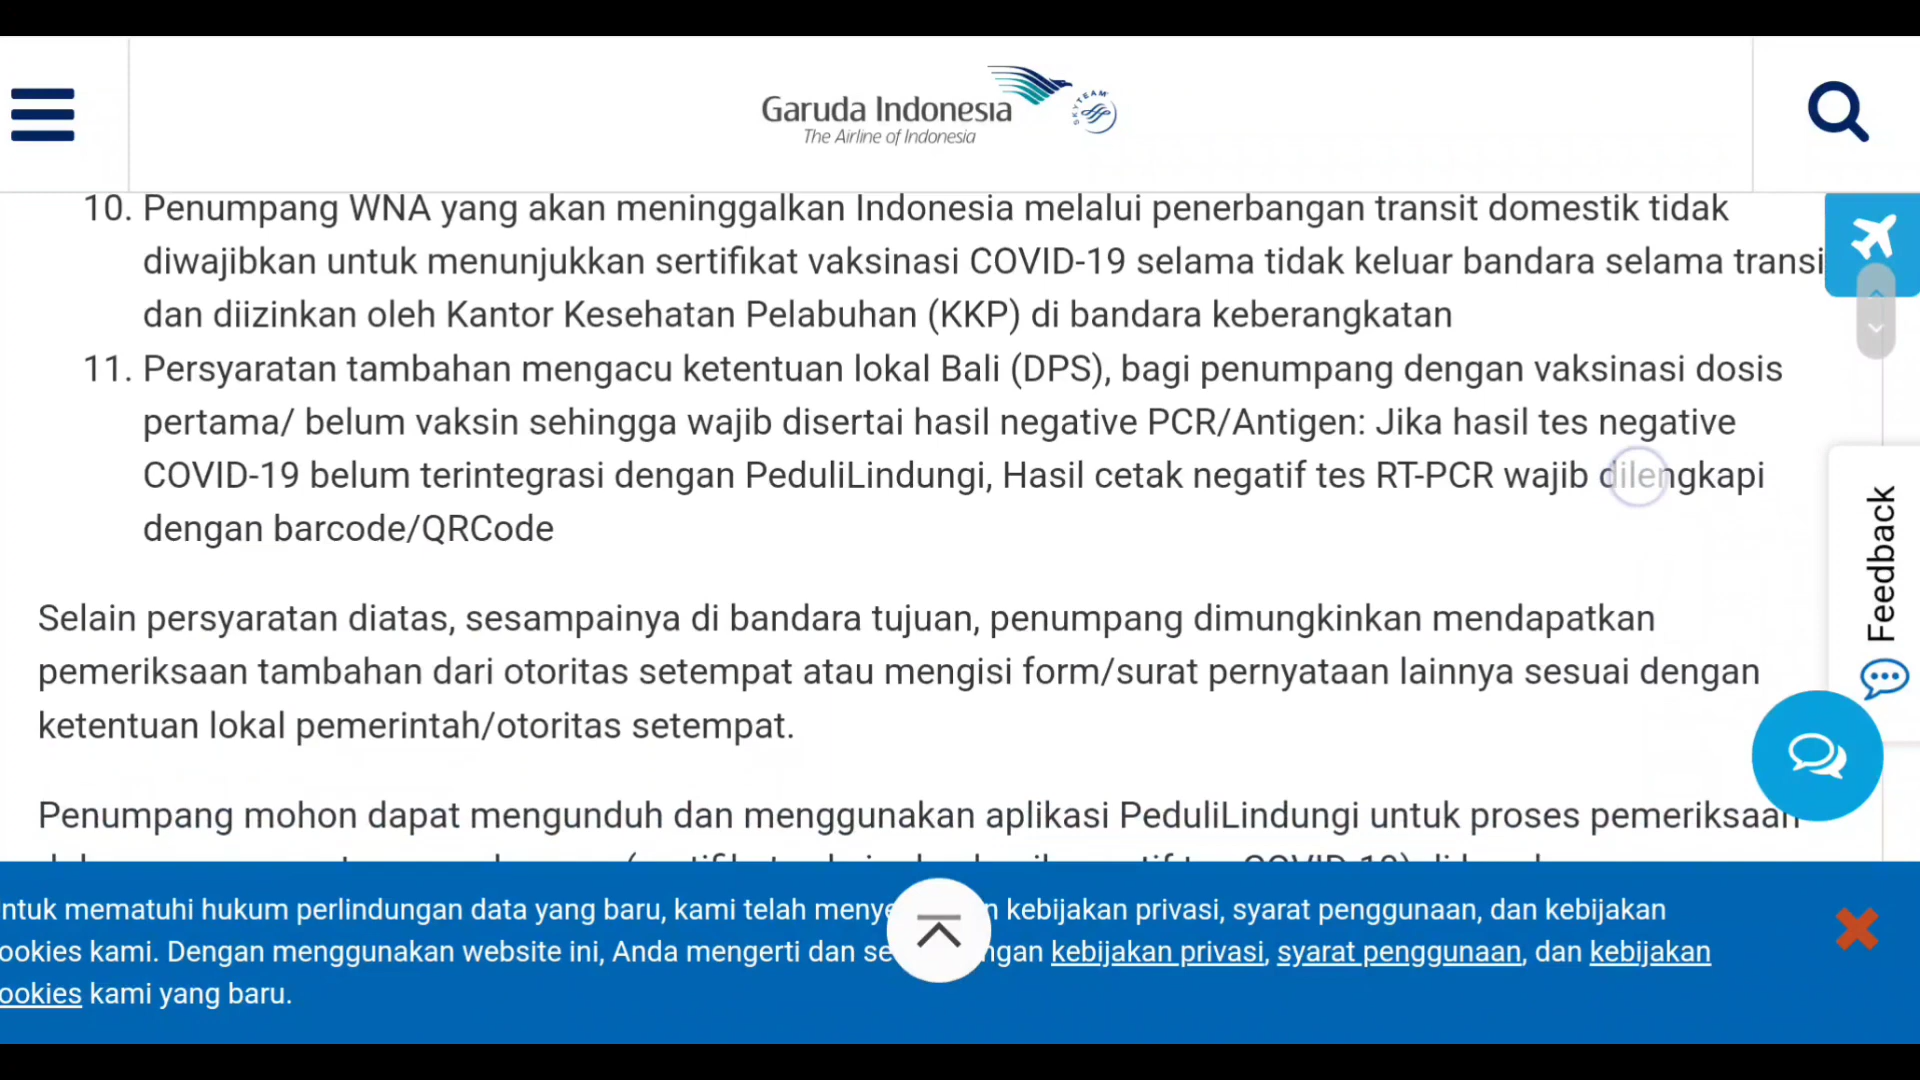 Garuda Indonesia
The Airline of Indonesia
SKYTEAM
10. Penumpang WNA yang akan meninggalkan Indonesia melalui penerbangan transit domestik tidak
diwajibkan untuk menunjukkan sertifikat vaksinasi COVID-19 selama tidak keluar bandara selama transi
dan diizinkan oleh Kantor Kesehatan Pelabuhan (KKP) di bandara keberangkatan
11. Persyaratan tambahan mengacu ketentuan lokal Bali (DPS), bagi penumpang dengan vaksinasi dosis
pertama/ belum vaksin sehingga wajib disertai hasil negative PCR/Antigen: Jika hasil tes negative
COVID-19 belum terintegrasi dengan PeduliLindungi, Hasil cetak negatif tes RT-PCR wajib dilengkapi
dengan barcode/QRCode
Feedback
Selain persyaratan diatas, sesampainya di bandara tujuan, penumpang dimungkinkan mendapatkan
pemeriksaan tambahan dari otoritas setempat atau mengisi form/surat pernyataan lainnya sesuai dengan
ketentuan lokal pemerintah/otoritas setempat.
Penumpang mohon dapat mengunduh dan menggunakan aplikasi PeduliLindungi untuk proses pemeriksaan
ntuk mematuhi hukum perlindungan data yang baru, kami telah menye n kebijakan privasi, syarat penggunaan, dan kebijakan
ookies kami. Dengan menggunakan website ini, Anda mengerti dan se ngan kebijakan privasi, syarat penggunaan, dan kebijakan
ookies kami yang baru.